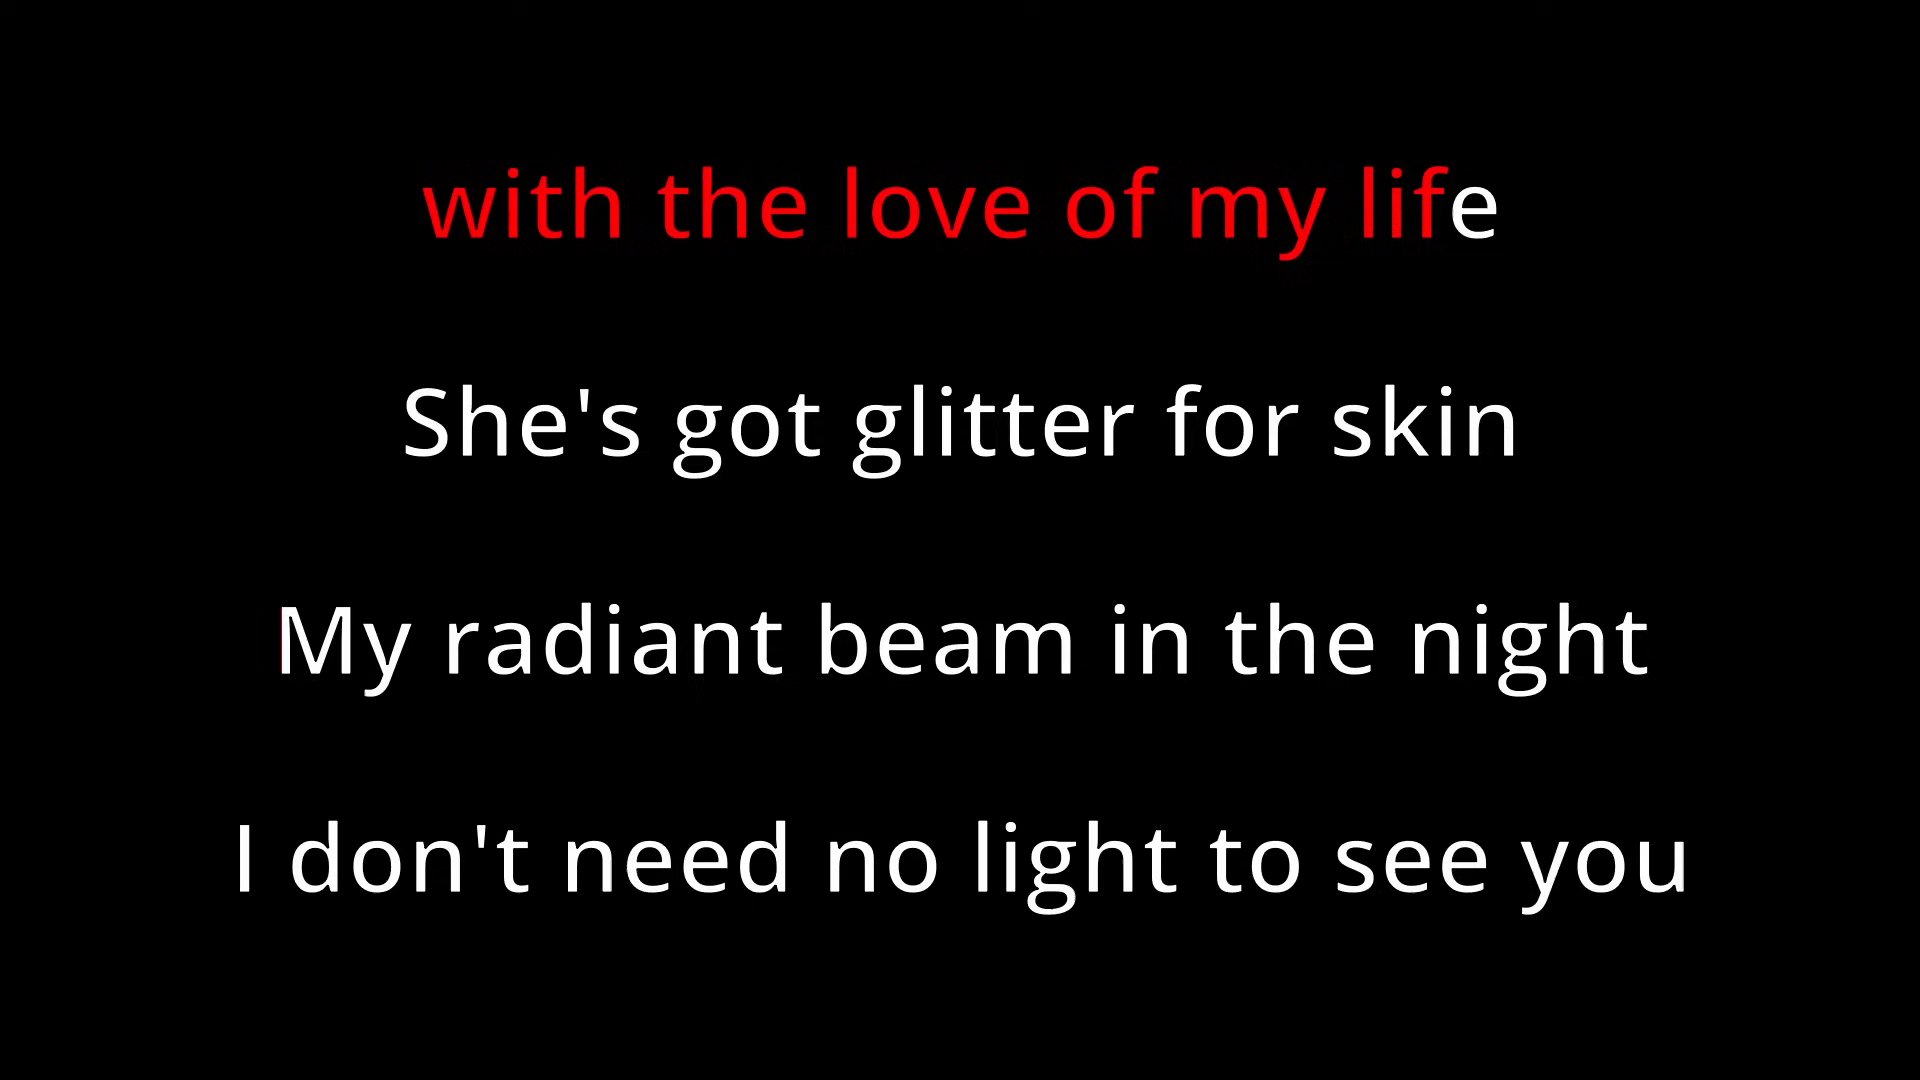 with the love of my life
She's got glitter for skin
My radiant beam in the night
I don't need no light to see you